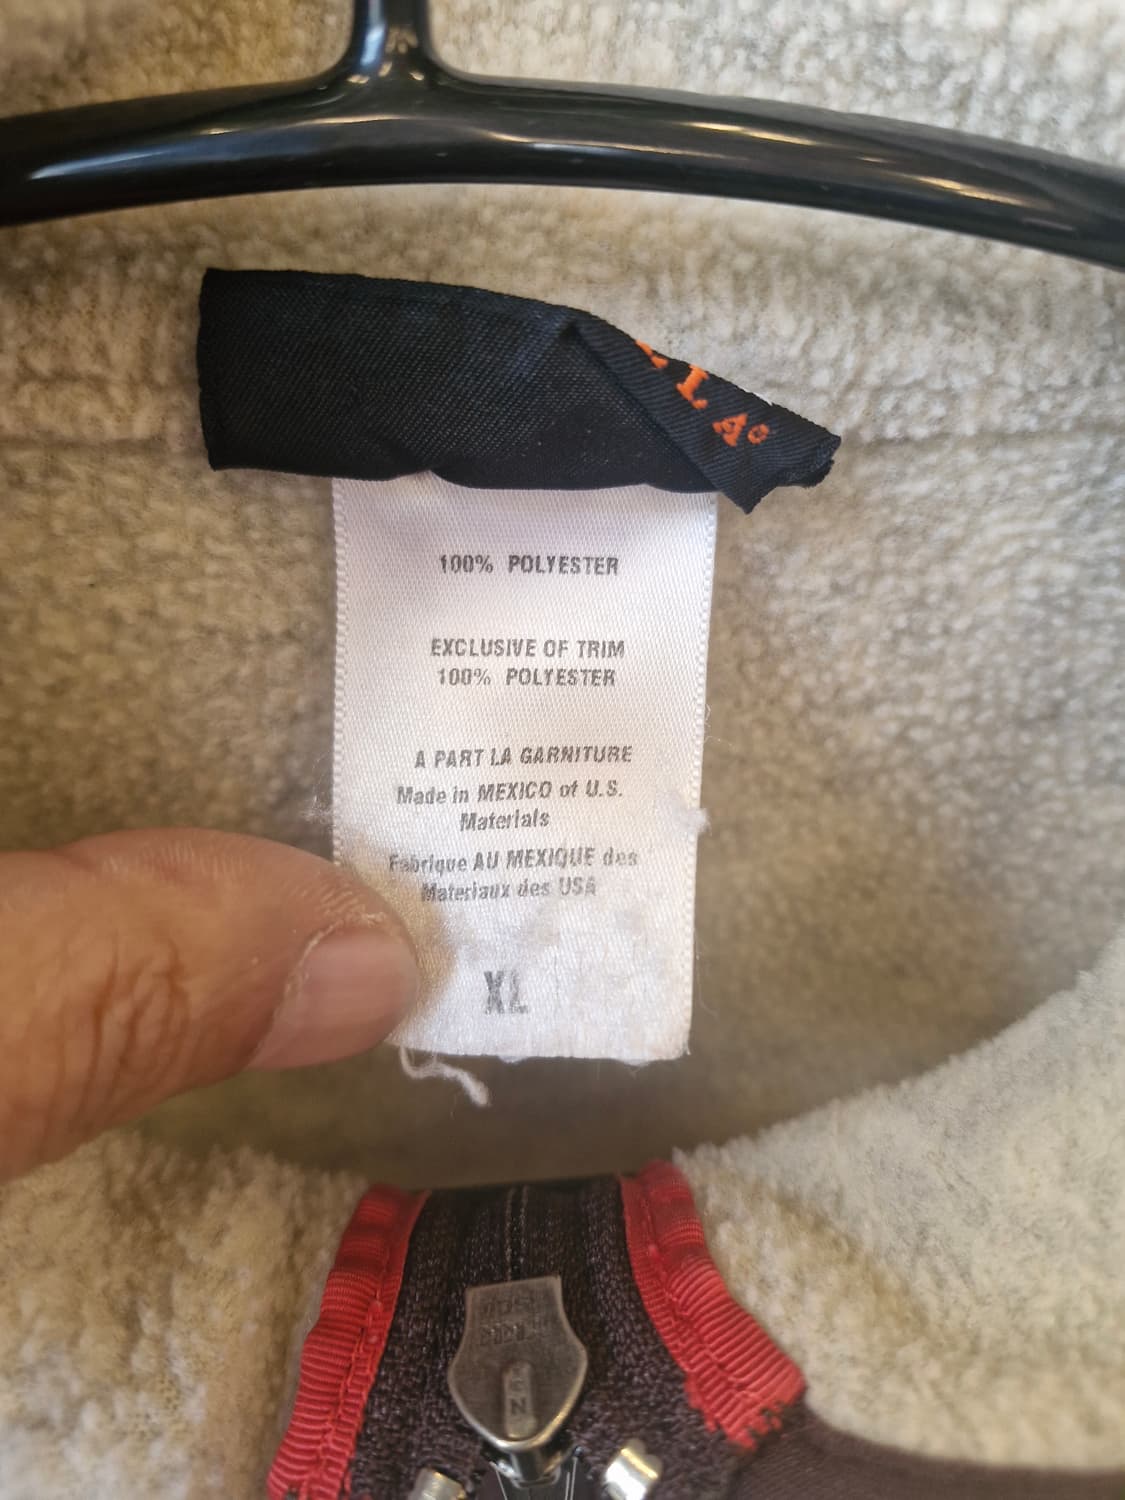 LA®
100% POLYESTER
EXCLUSIVE OF TRIM
100% POLYESTER
A PART LA GARNITURE
Made in MEXICO of U.S.
Materials
Fabrique AU MEXIQUE des
Materiaux des USA
XL